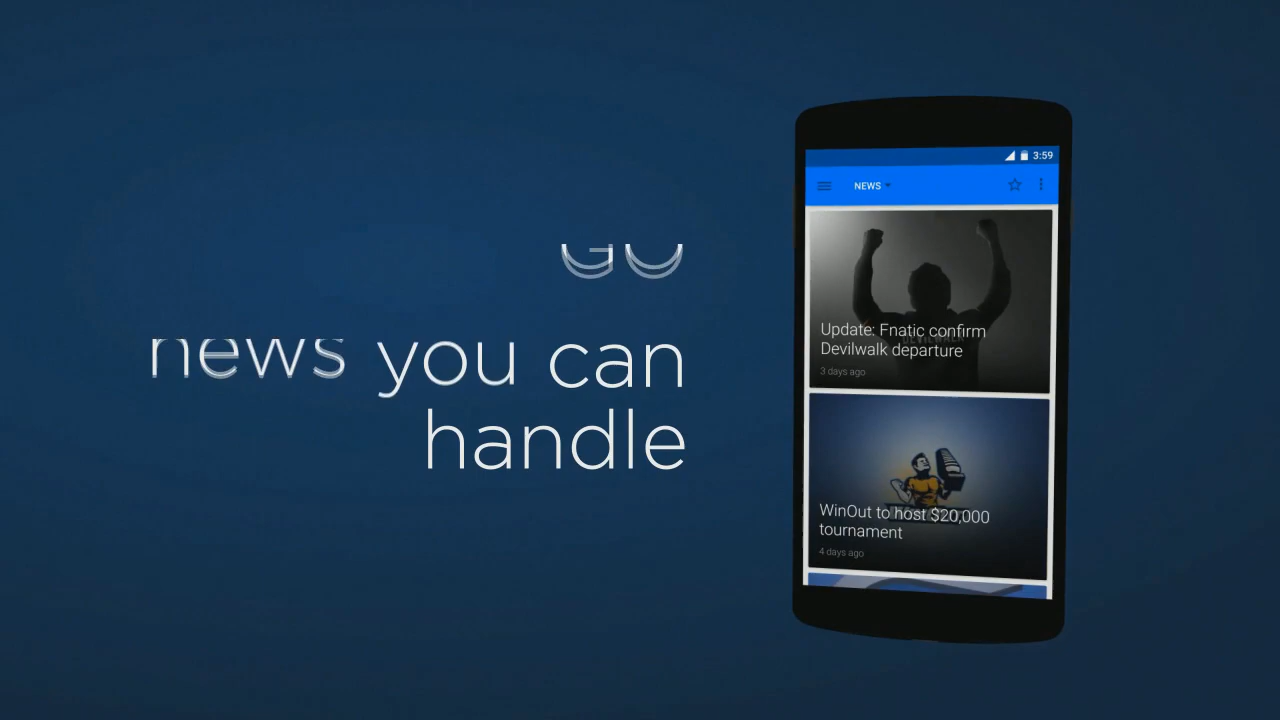 GO
news you can
handle
3:59
NEWS
Update: Fnatic confirm
Devilwalk departure
3 days ago
WinOut to host $20,000
tournament
4 days ago